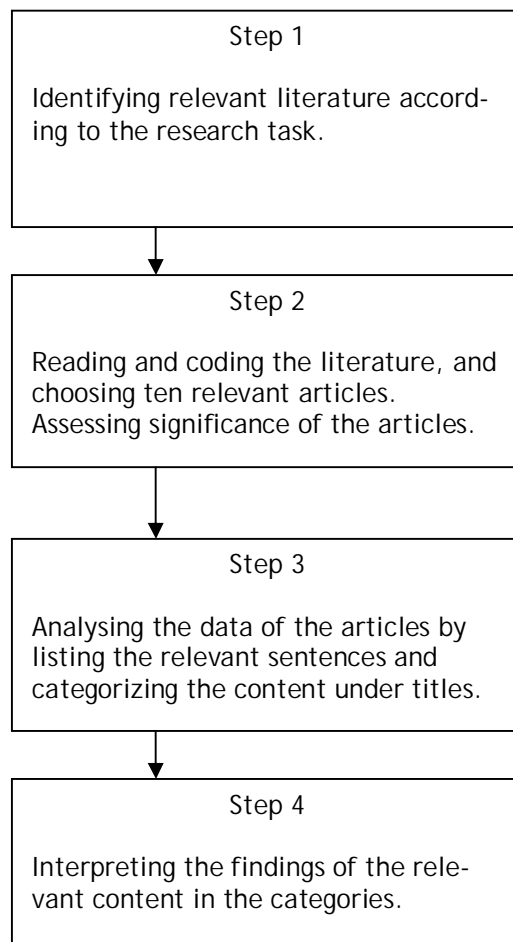 Step 1
Identifying relevant literature accord-
ing to the research task.
Step 2
Reading and coding the literature, and
choosing ten relevant articles.
Assessing significance of the articles.
Step 3
Analysing the data of the articles by
listing the relevant sentences and
categorizing the content under titles.
Step 4
Interpreting the findings of the rele-
vant content in the categories.